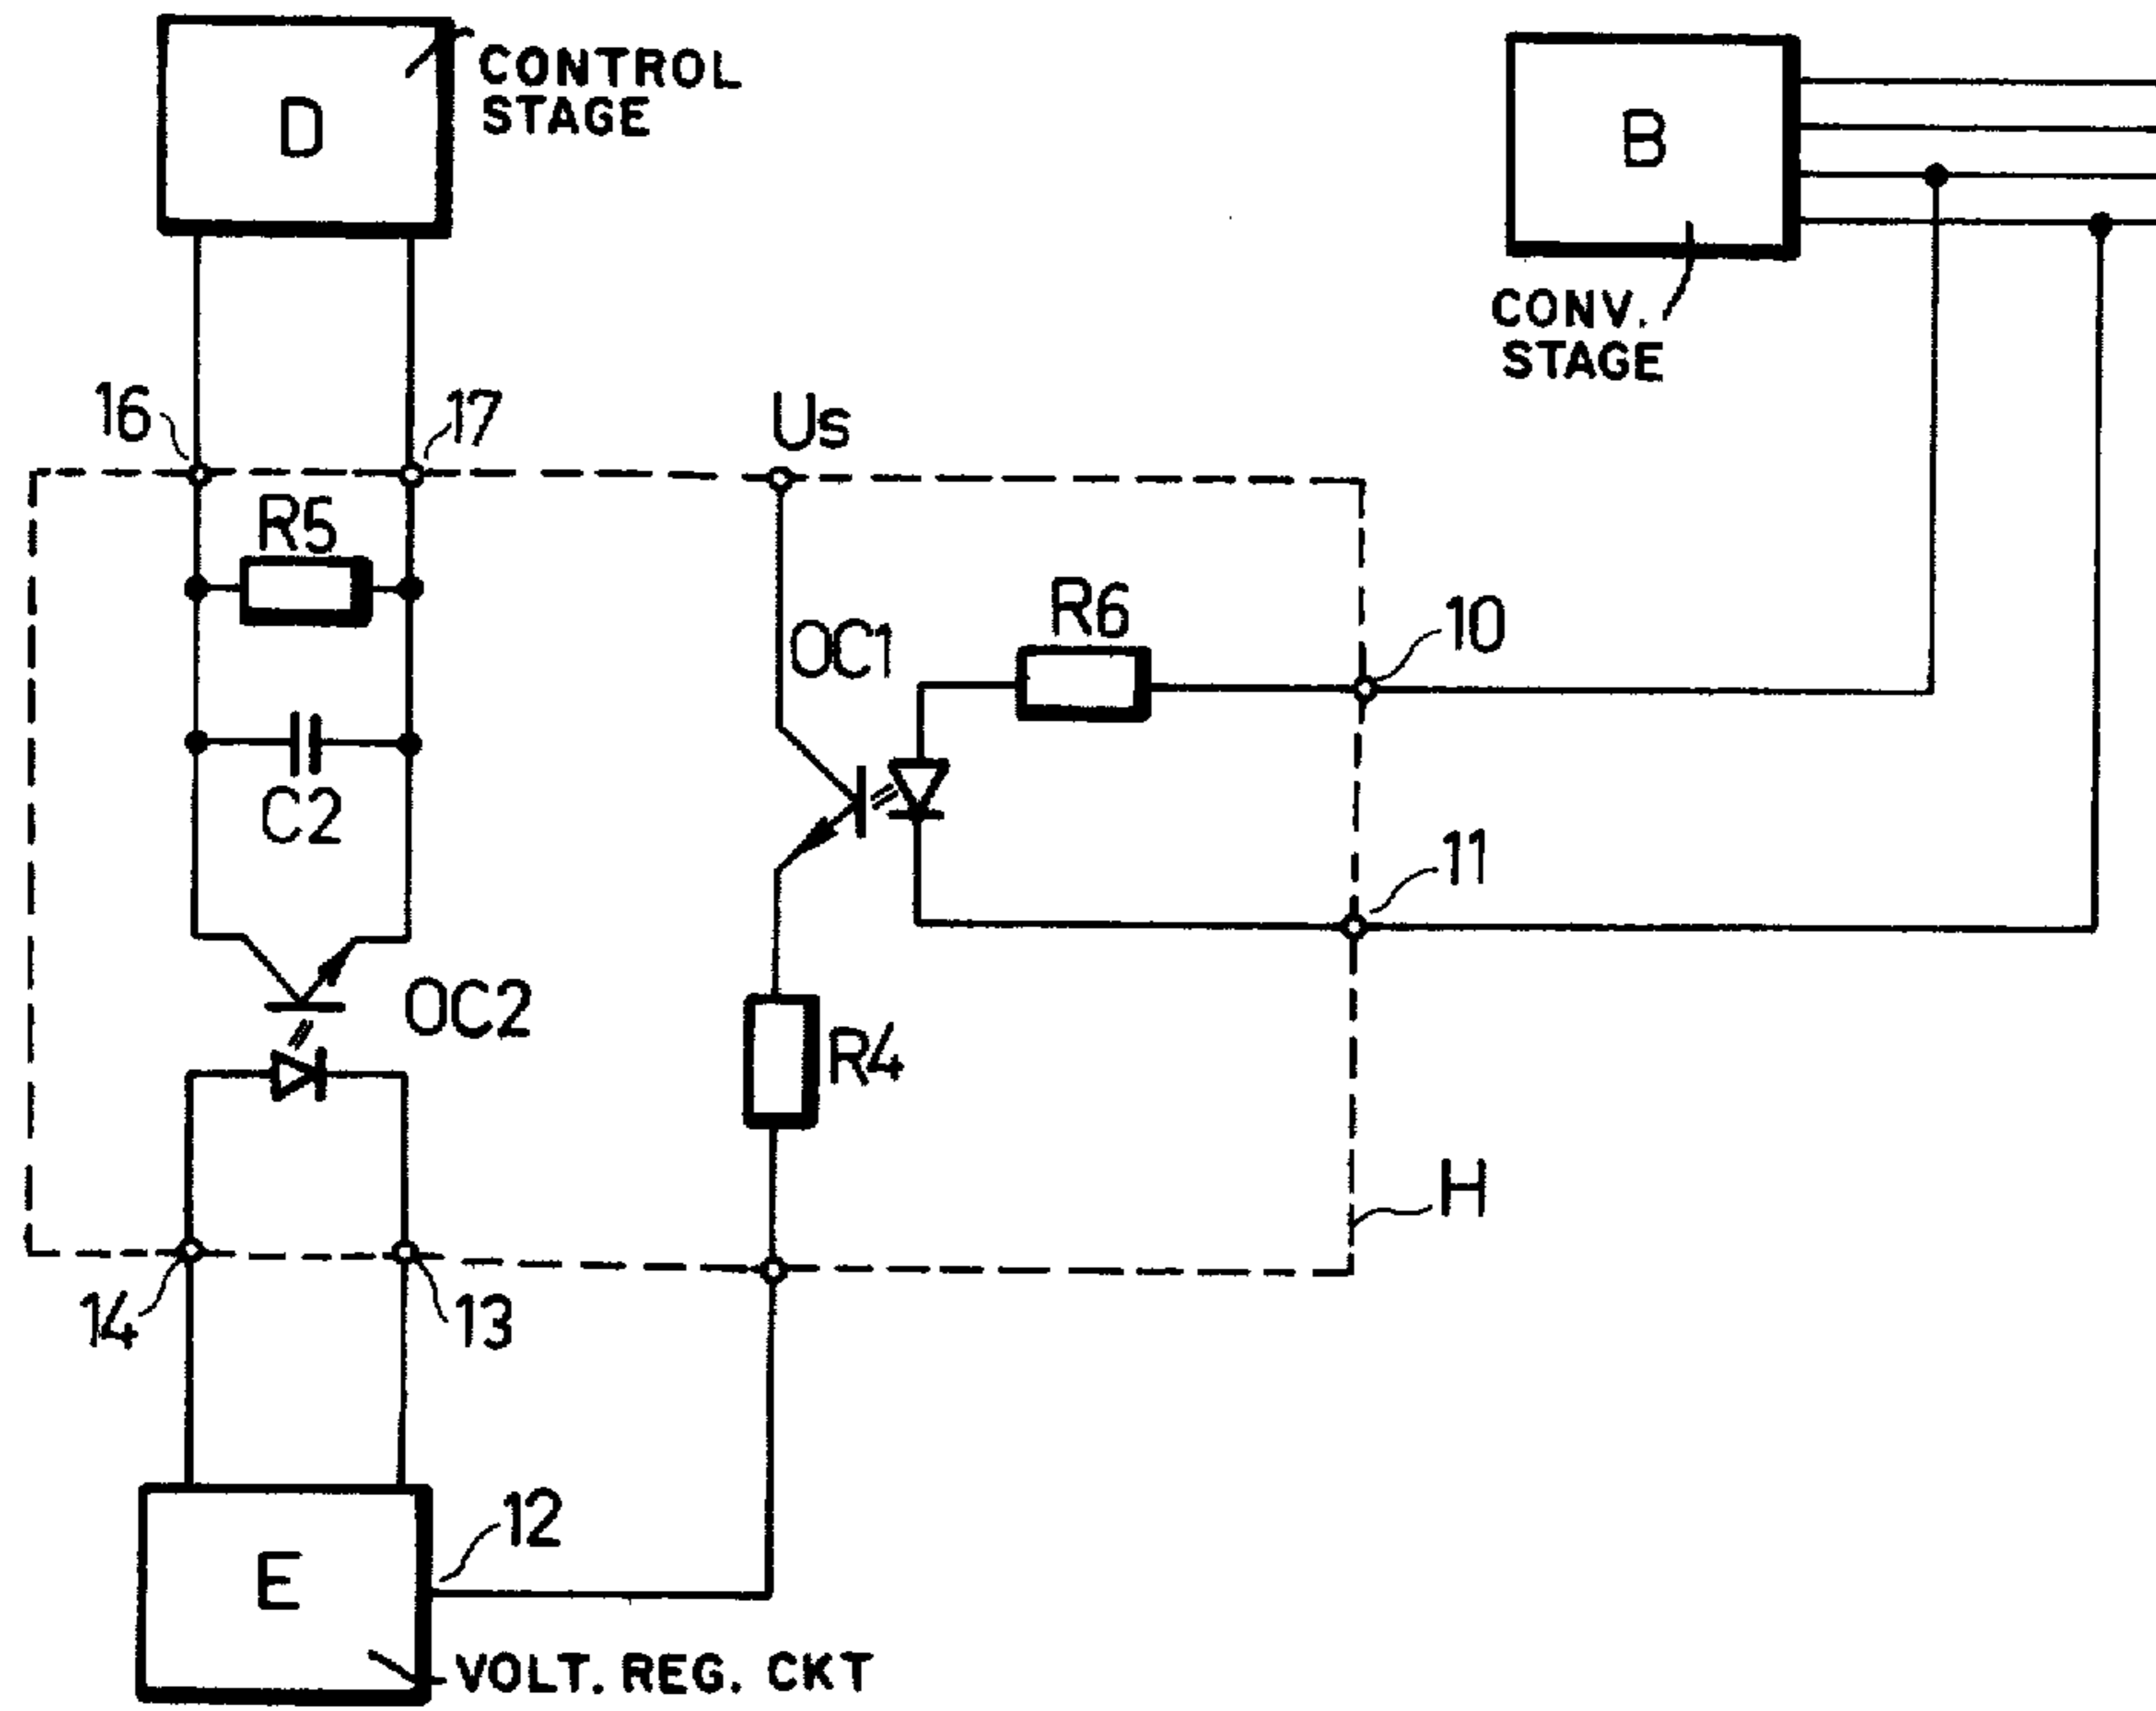 D
CONTROL
STAGE
B
CONV.
STAGE
16
17
Us
R5
R6
OC1
10
C2
11
OC2
R4
H
14
13
12
E
VOLT. REG. CKT